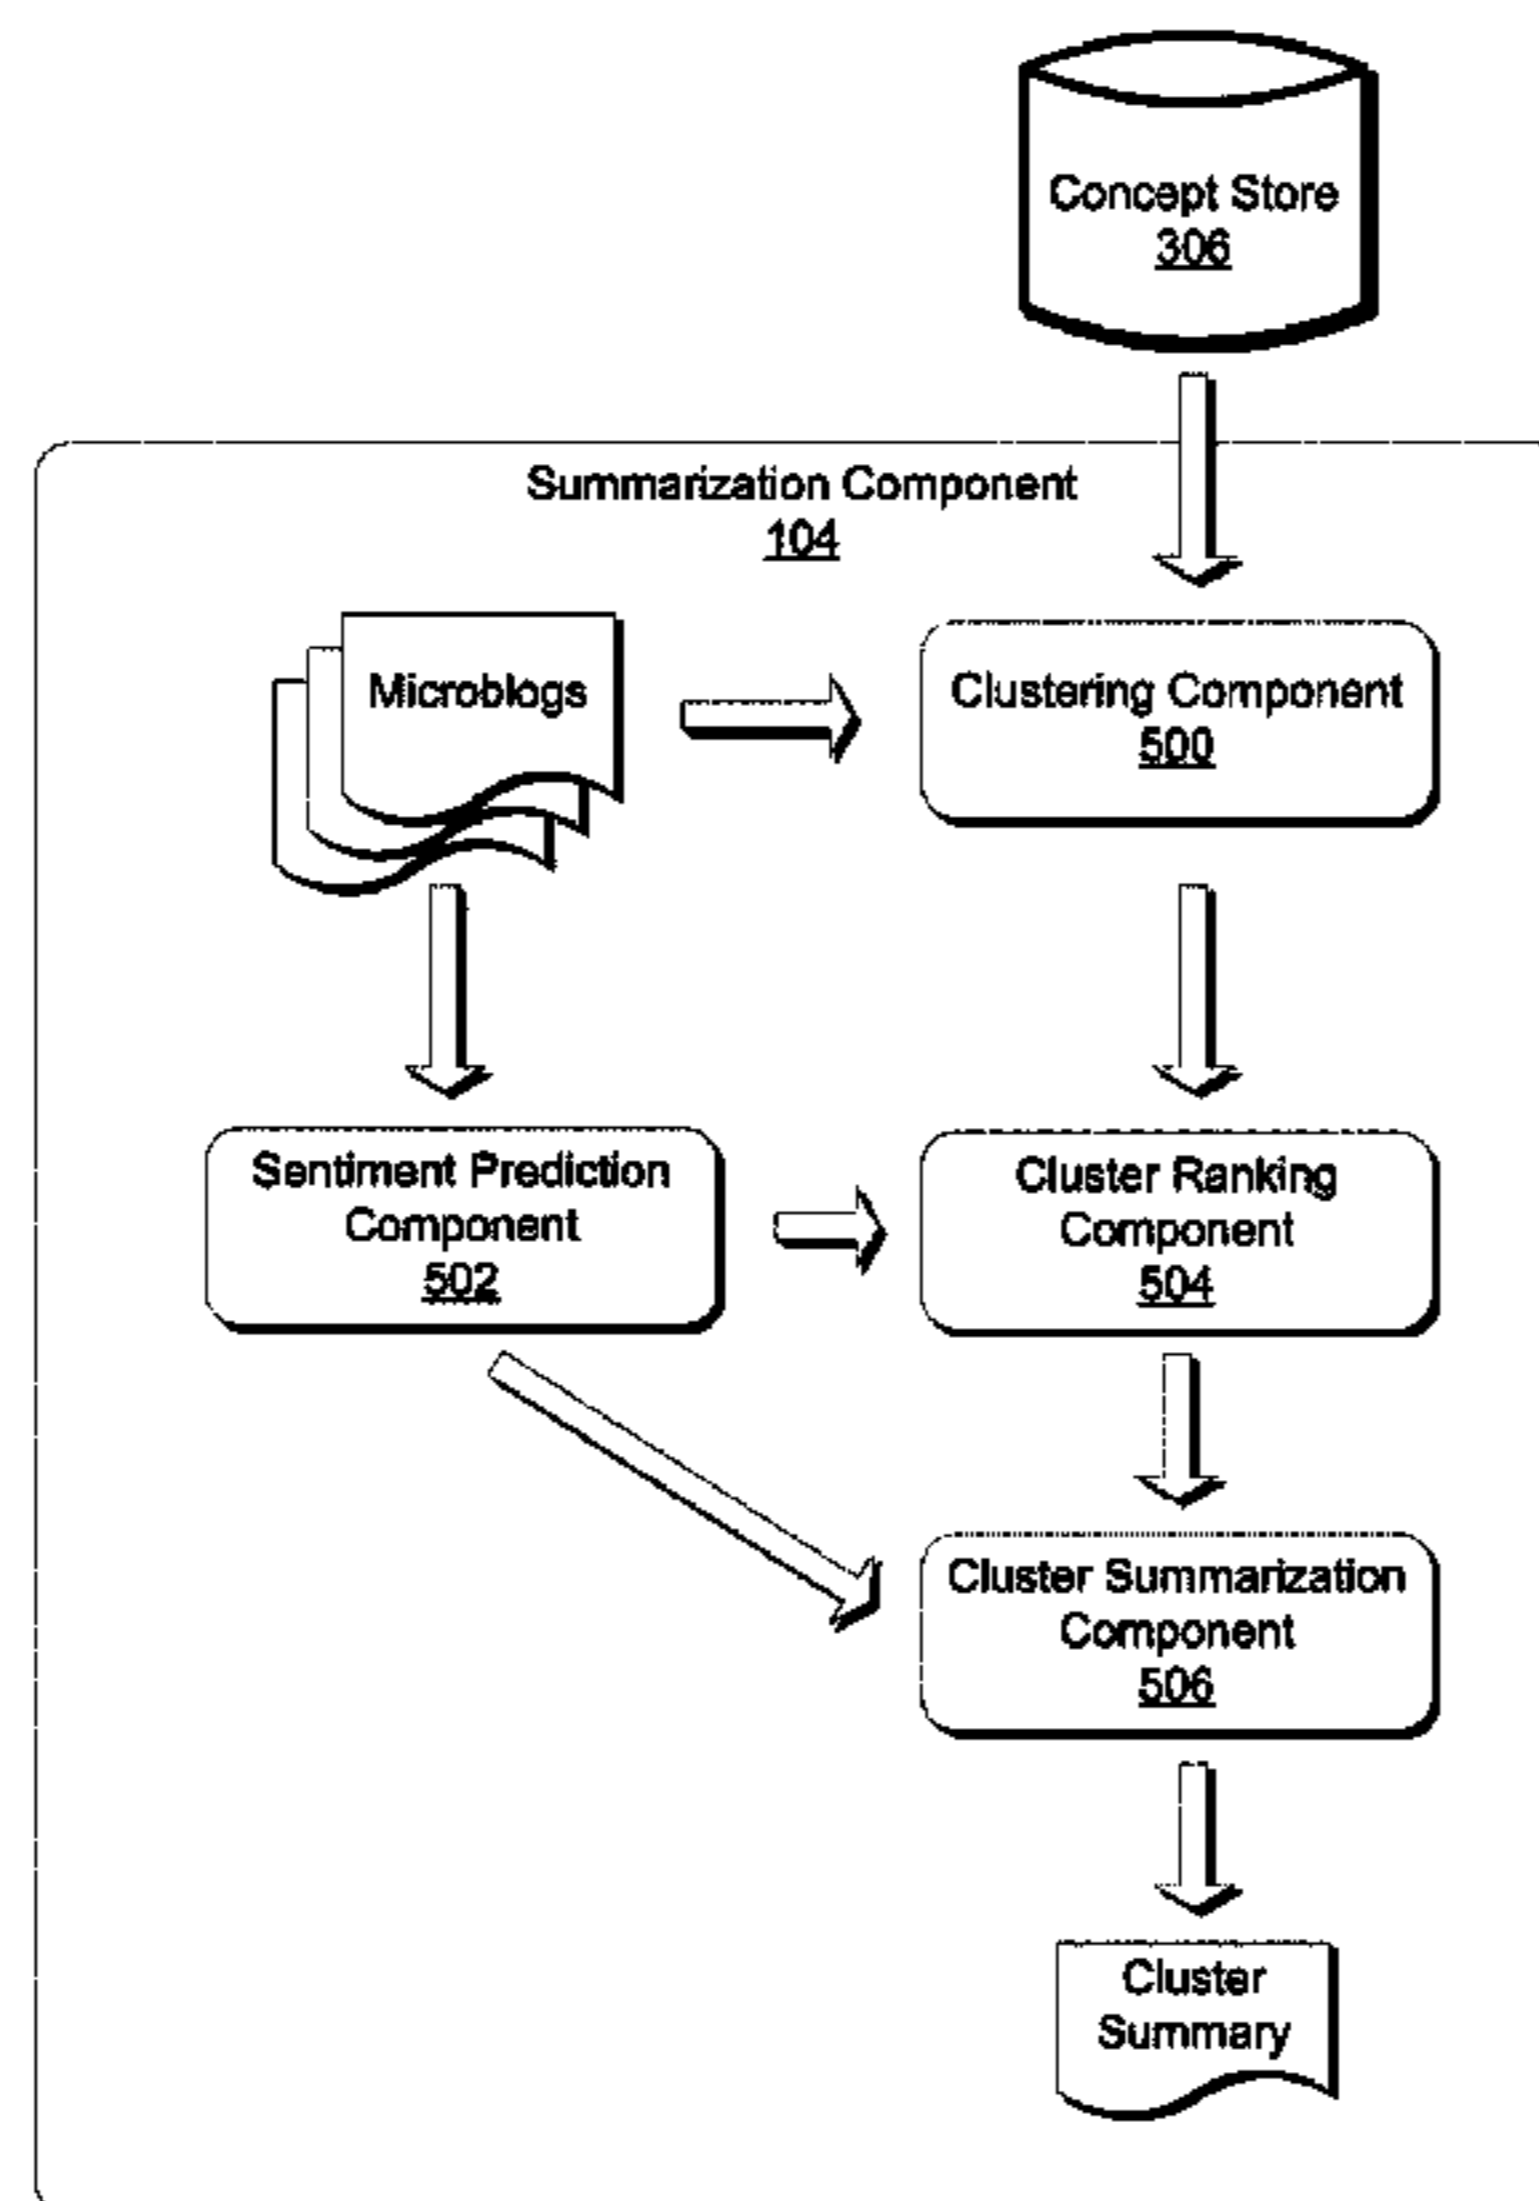 Concept Store
306
Summarization Component
104
Microblogs
Clustering Component
500
Sentiment Prediction
Component
502
Cluster Ranking
Component
504
Cluster Summarization
Component
506
Cluster
Summary